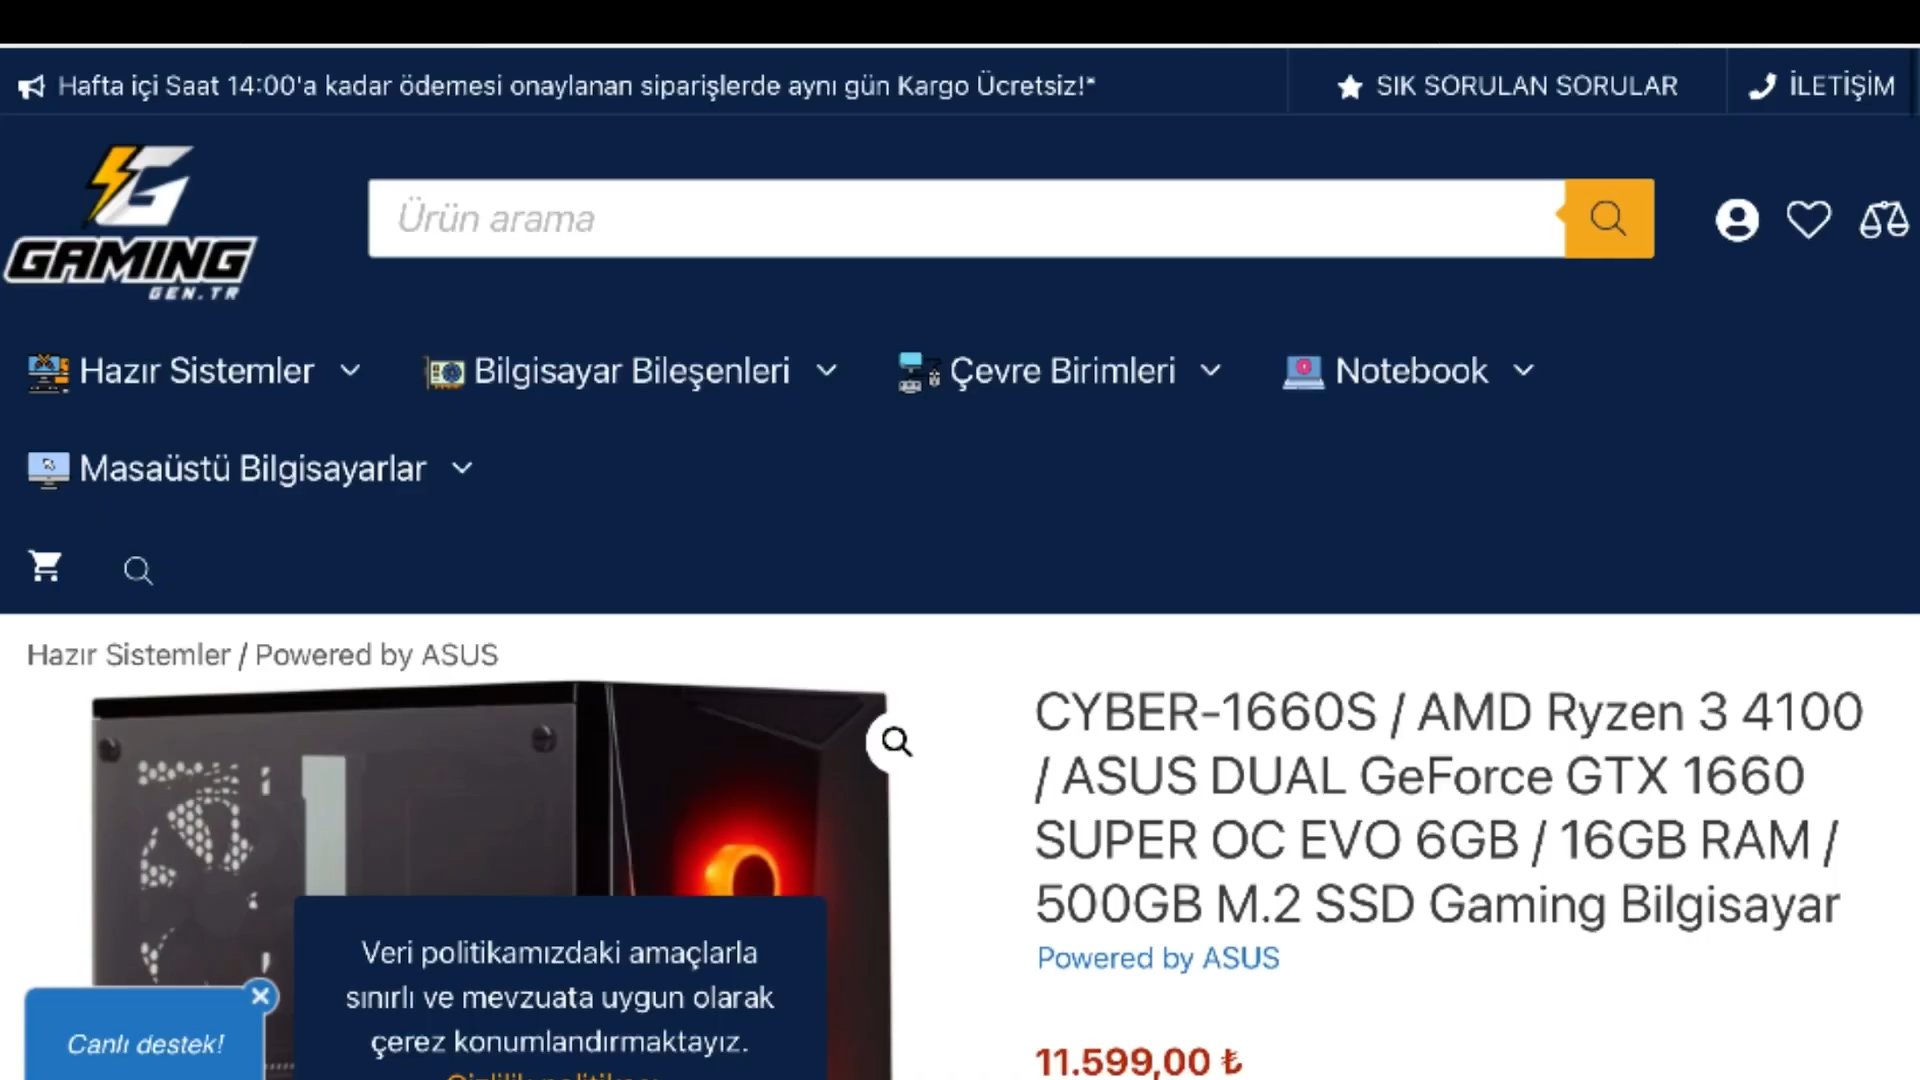 Hafta içi Saat 14:00'a kadar ödemesi onaylanan siparişlerde aynı gün Kargo Ücretsiz!*
SIK SORULAN SORULAR
İLETİŞİM
G
GAMING
GEN.TR
Ürün arama
Hazır Sistemler
Bilgisayar Bileşenleri
Çevre Birimleri
Notebook
Masaüstü Bilgisayarlar
Hazır Sistemler / Powered by ASUS
CYBER-1660S / AMD Ryzen 3 4100
/ ASUS DUAL GeForce GTX 1660
SUPER OC EVO 6GB / 16GB RAM /
500GB M.2 SSD Gaming Bilgisayar
Powered by ASUS
11.599,00 ₺
Veri politikamızdaki amaçlarla
sınırlı ve mevzuata uygun olarak
çerez konumlandırmaktayız.
Canlı destek!